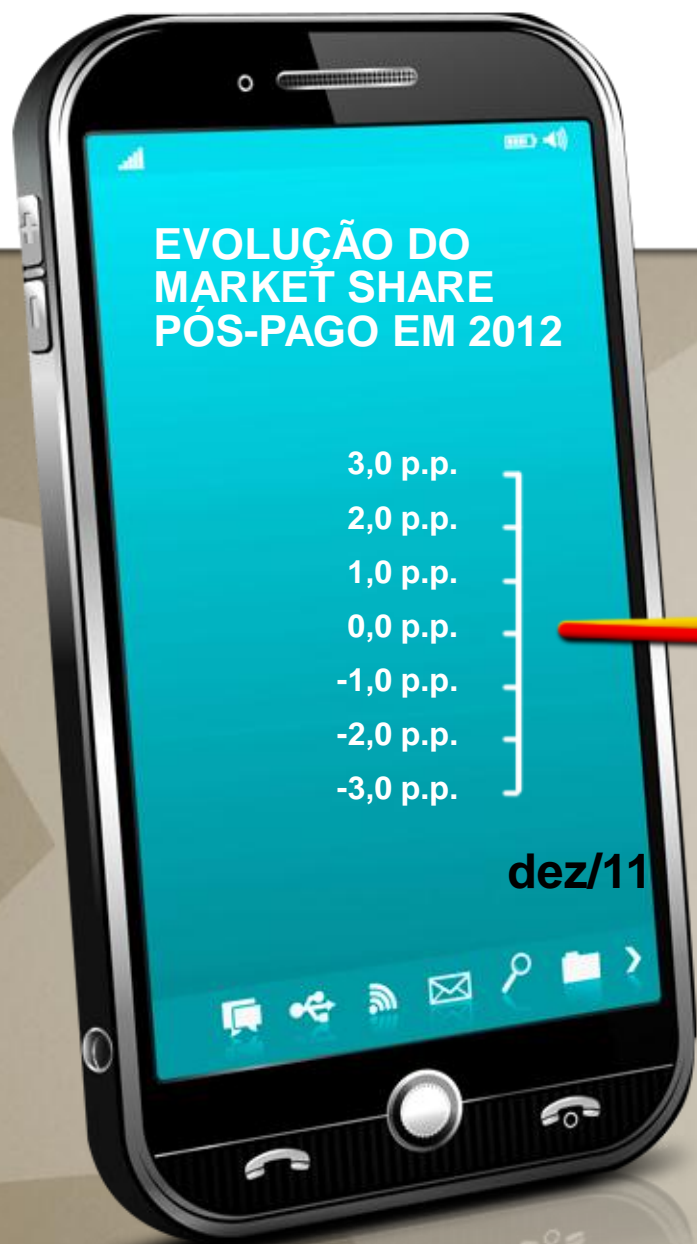 EVOLUÇÃO DO
MARKET SHARE
PÓS-PAGO EM 2012
3,0 p.p.
2,0 p.p.
1,0 p.p.
0,0 p.p.
-1,0 p.p.
-2,0 p.p.
-3,0 p.p.
dez/11